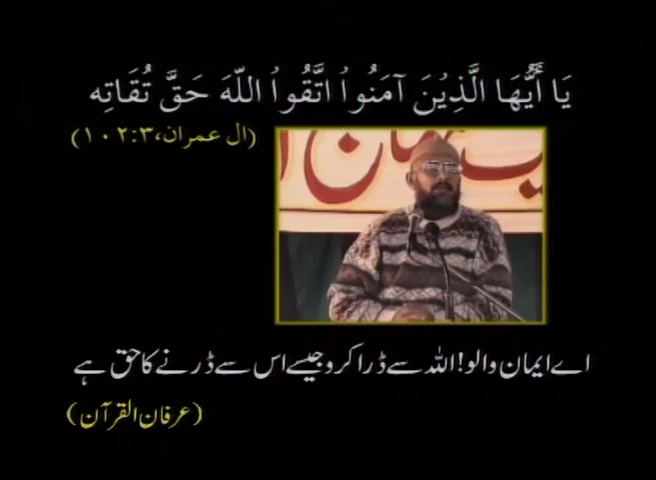 يَا أَيُّهَا الَّذِيْنَ آمَنُواْ اتَّقُواْ اللّهَ حَقَّ تُقَاتِه
(ال عمران،۱۰۲:۳)
اے ایمان والو! اللہ سے ڈرا کرو جیسے اس سے ڈرنے کا حق ہے
(عرفان القرآن)